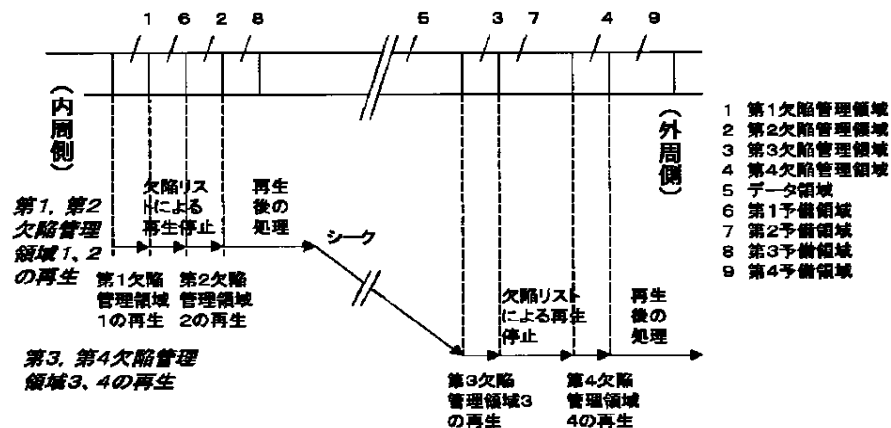 1 6 2 8 5 3 7 4 9
（内周側）
（外周側）
1 第1欠陥管理領域
2 第2欠陥管理領域
3 第3欠陥管理領域
4 第4欠陥管理領域
5 データ領域
6 第1予備領域
7 第2予備領域
8 第3予備領域
9 第4予備領域
第1, 第2
欠陥管理
領域1、2
の再生
欠陥リス
トによる
再生停止
再生
後の
処理
シーク
第1欠陥
管理領域
1の再生
第2欠陥
管理領域
2の再生
欠陥リスト
による再生
停止
再生
後の
処理
第3, 第4欠陥管理
領域3、4の再生
第3欠陥
管理領域3
の再生
第4欠陥
管理領域
4の再生